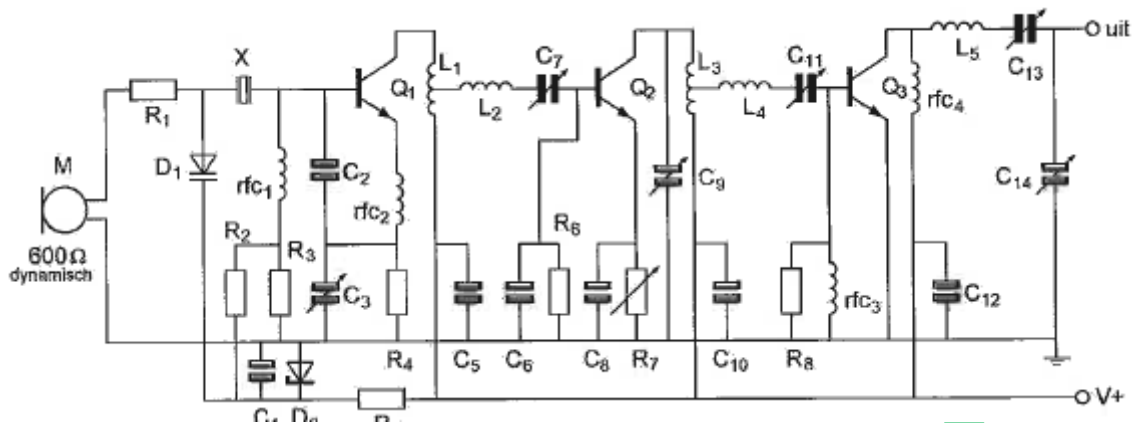 uit
L5
C13
X
Q1
L1
C7
Q2
L3
C11
Q3
rfc4
R1
L2
L4
M
D1
C2
C9
C14
rfc1
rfc2
R2
R3
R6
600Ω
dynamisch
C3
rfc3
C12
R4
C5
C6
C8
R7
C10
R8
V+